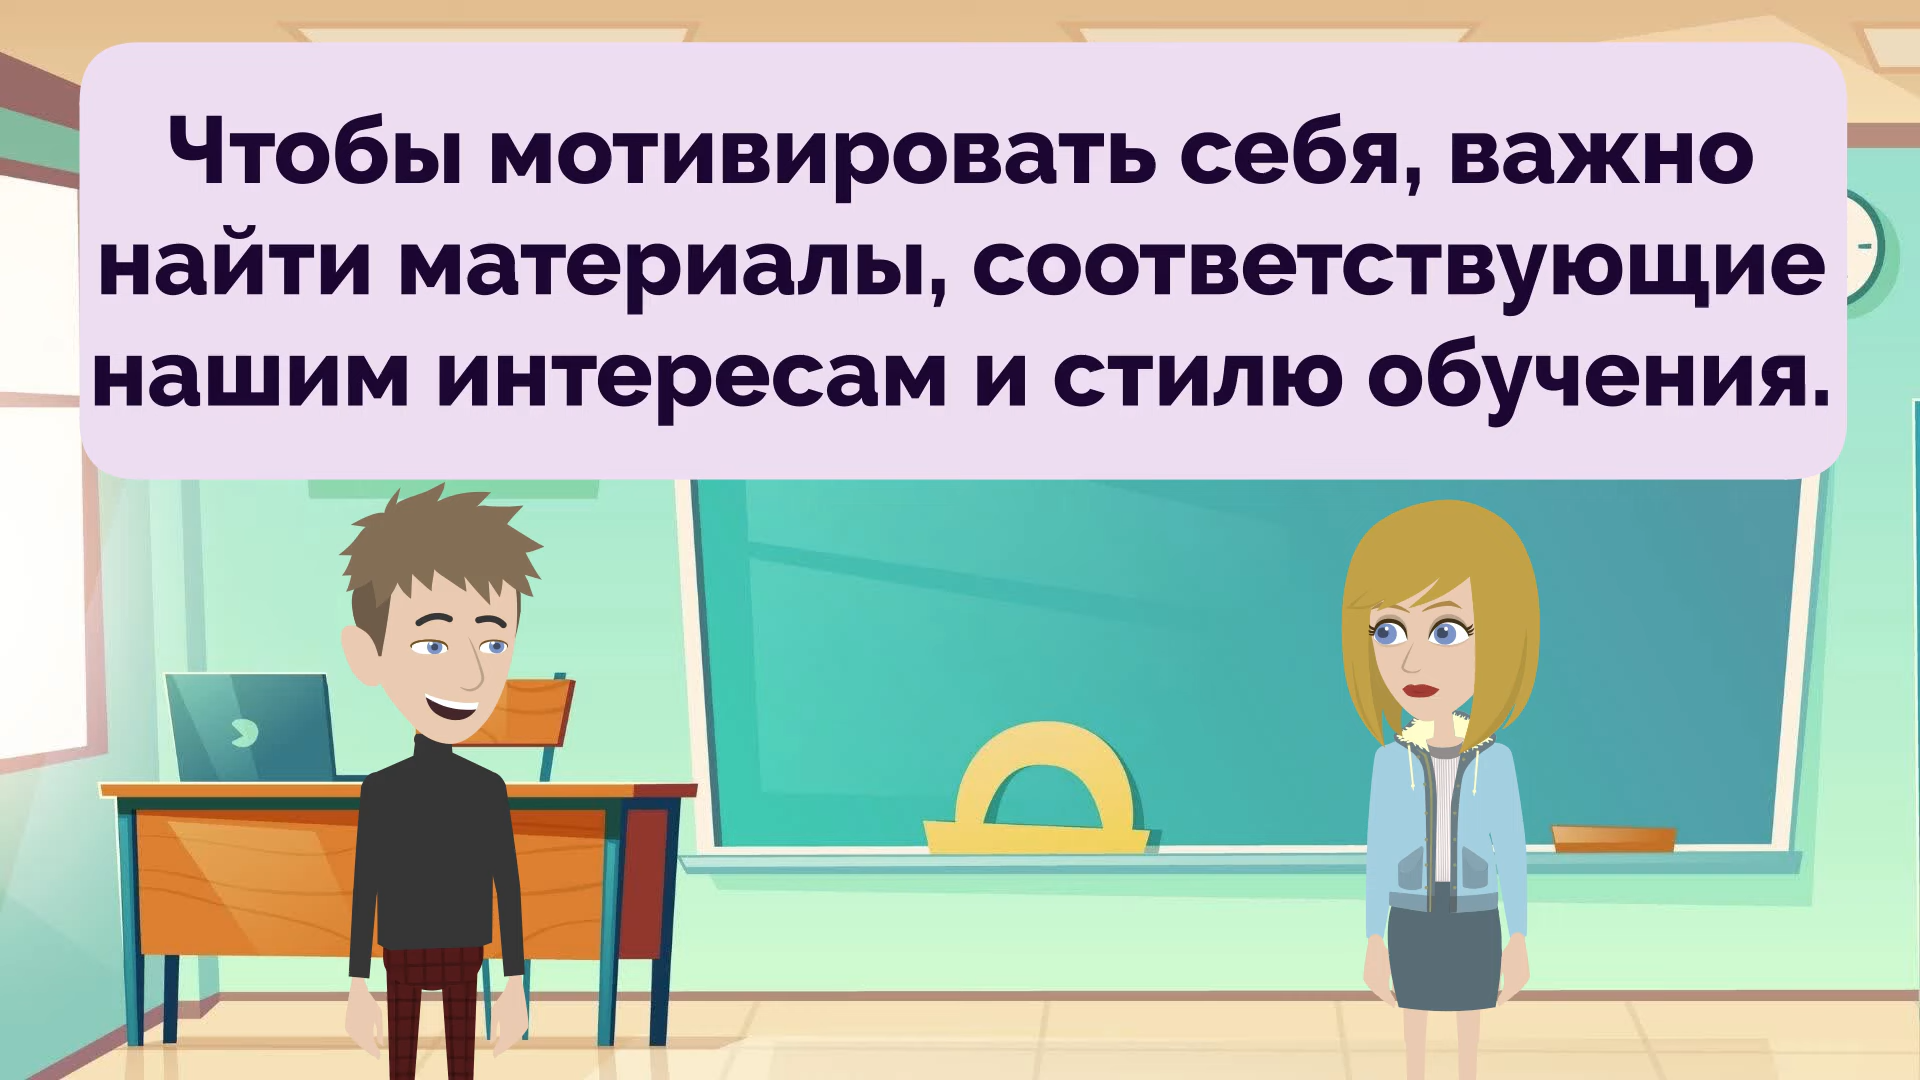 Чтобы мотивировать себя, важно
найти материалы, соответствующие
нашим интересам и стилю обучения.